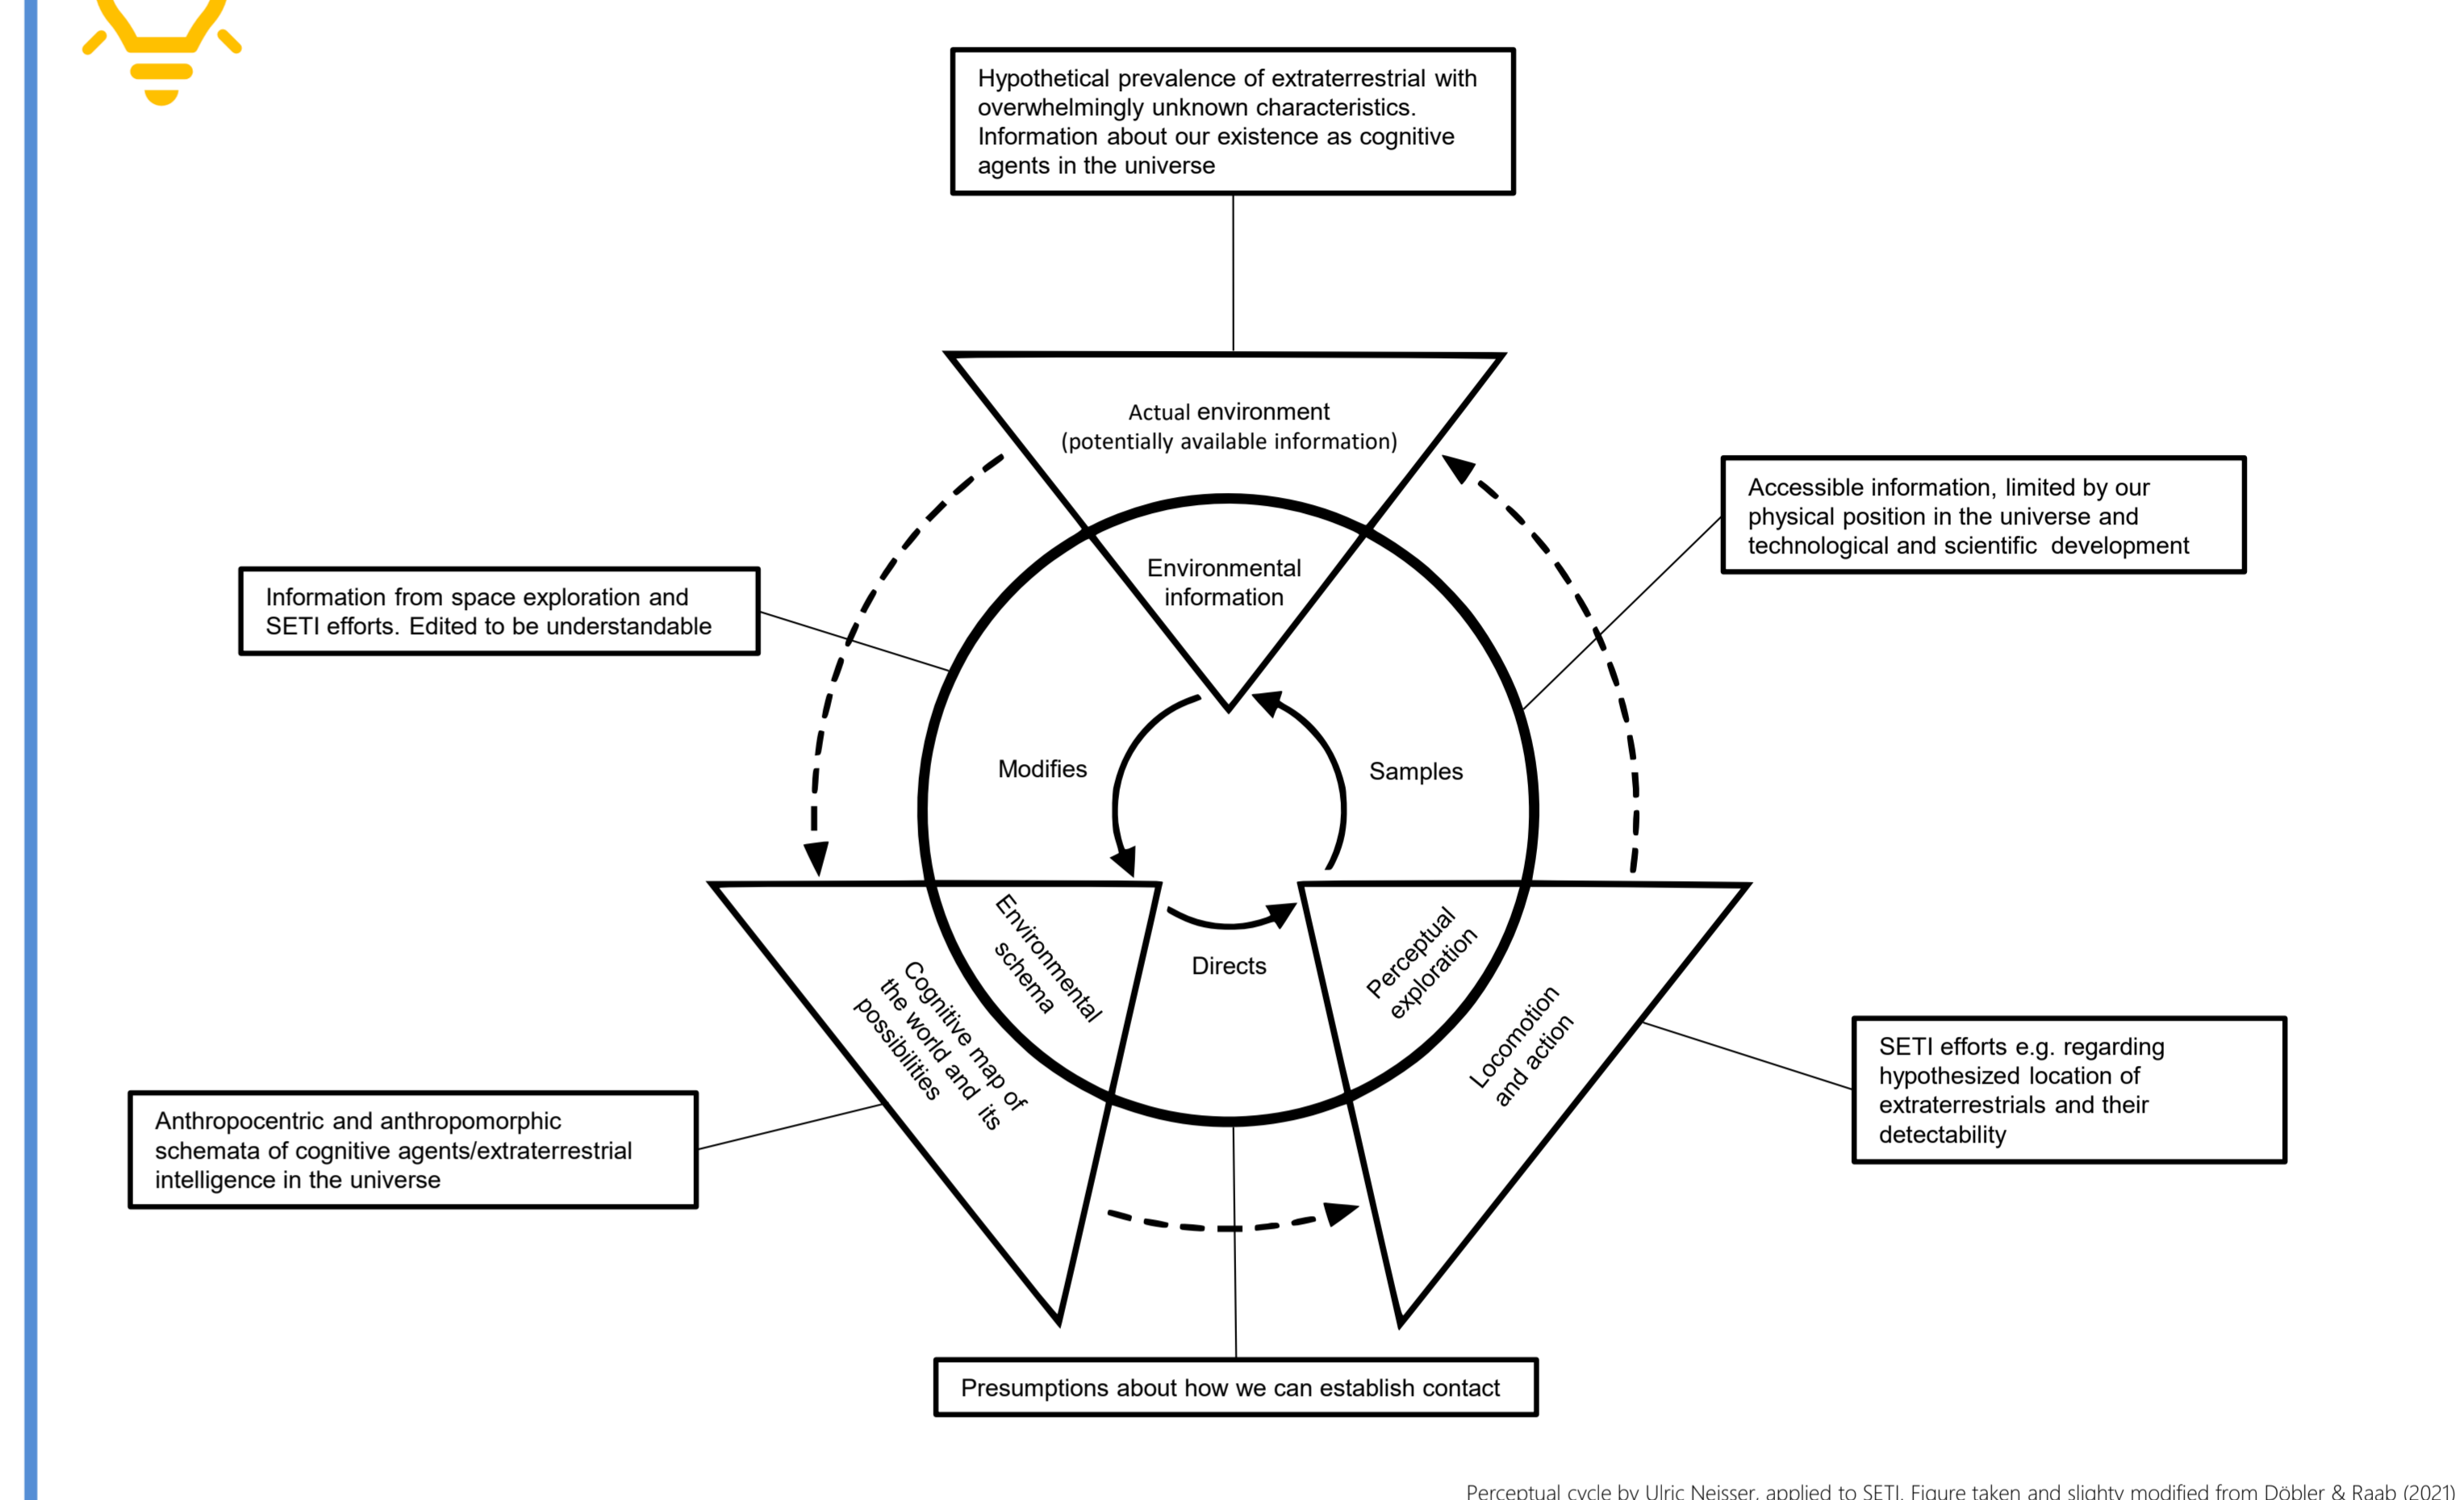 Hypothetical prevalence of extraterrestrial with
overwhelmingly unknown characteristics.
Information about our existence as cognitive
agents in the universe
Actual environment
(potentially available information)
Accessible information, limited by our
physical position in the universe and
technological and scientific  development
Environmental
information
Information from space exploration and
SETI efforts. Edited to be understandable
Modifies
Samples
Directs
Environmental
schema
Cognitive map of
the world and its
possibilities
Perceptual
exploration
Locomotion
and action
SETI efforts e.g. regarding
hypothesized location of
extraterrestrials and their
detectability
Anthropocentric and anthropomorphic
schemata of cognitive agents/extraterrestrial
intelligence in the universe
Presumptions about how we can establish contact
Perceptual cycle by Ulric Neisser, applied to SETI. Figure taken and slighty modified from Döbler & Raab (2021)